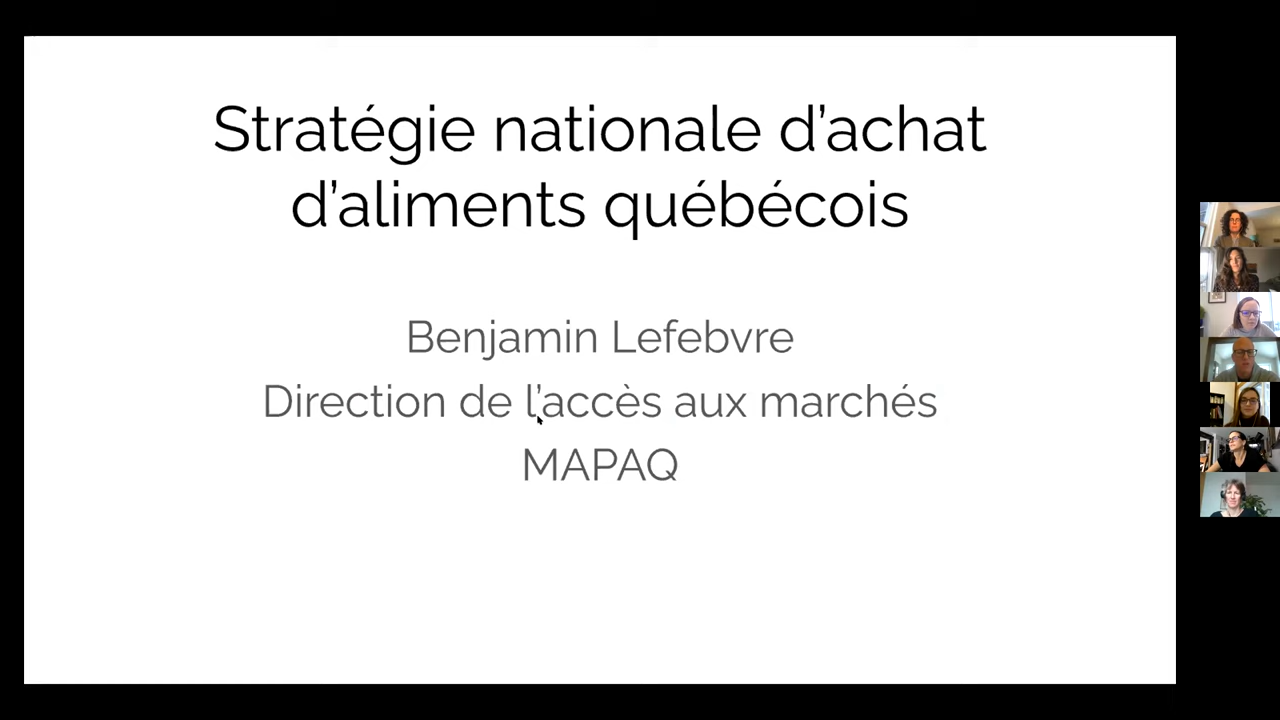 Stratégie nationale d’achat
d’aliments québécois
Benjamin Lefebvre
Direction de l’accès aux marchés
MAPAQ